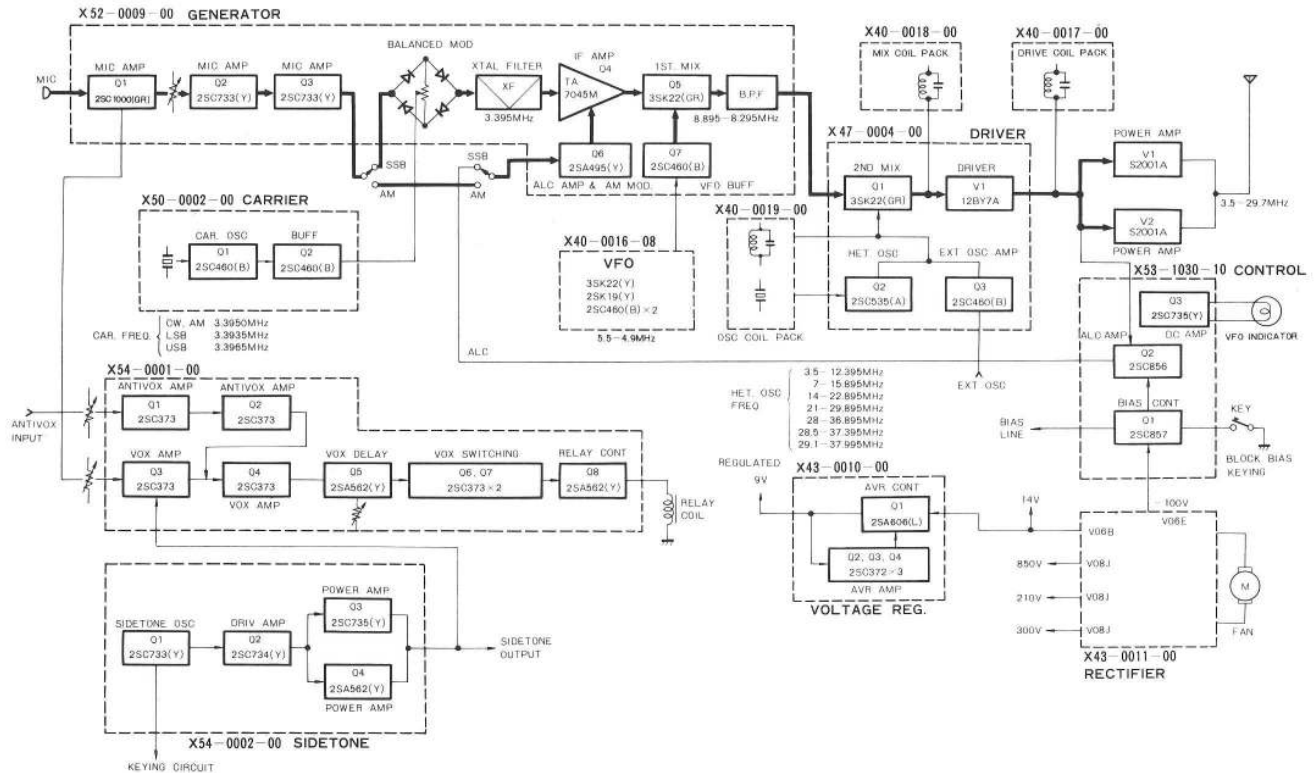 X52-0009-00 GENERATOR
MIC
MIC AMP
Q1
2SC1000(GR)
MIC AMP
Q2
2SC733(Y)
MIC AMP
Q3
2SC733(Y)
BALANCED MOD
XTAL FILTER
XF
3.395MHz
IF AMP
Q4
TA
7045M
1ST. MIX
Q5
3SK22(GR)
B.P.F
8.895-8.295MHz
SSB
AM
SSB
AM
Q6
2SA495(Y)
ALC AMP & AM MOD.
Q7
2SC460(B)
VFO BUFF
X40-0018-00
MIX COIL PACK
X40-0017-00
DRIVE COIL PACK
X47-0004-00 DRIVER
2ND MIX
Q1
3SK22(GR)
DRIVER
V1
12BY7A
HET. OSC
Q2
2SC535(A)
EXT OSC AMP
Q3
2SC460(B)
EXT OSC
POWER AMP
V1
S2001A
V2
S2001A
POWER AMP
3.5-29.7MHz
X50-0002-00 CARRIER
CAR. OSC
Q1
2SC460(B)
BUFF
Q2
2SC460(B)
CAR. FREQ.
CW, AM 3.3950MHz
LSB 3.3935MHz
USB 3.3965MHz
X40-0016-08
VFO
3SK22(Y)
2SK19(Y)
2SC460(B)×2
5.5-4.9MHz
X40-0019-00
OSC COIL PACK
ALC
HET. OSC
FREQ
3.5-12.395MHz
7-15.895MHz
14-22.895MHz
21-29.895MHz
28-36.895MHz
28.5-37.395MHz
29.1-37.995MHz
X53-1030-10 CONTROL
Q3
2SC735(Y)
DC AMP
VFO INDICATOR
ALC AMP
Q2
2SC856
BIAS CONT
Q1
2SC857
BIAS
LINE
KEY
BLOCK BIAS
KEYING
X54-0001-00
ANTIVOX
INPUT
ANTIVOX AMP
Q1
2SC373
ANTIVOX AMP
Q2
2SC373
VOX AMP
Q3
2SC373
Q4
2SC373
VOX AMP
VOX DELAY
Q5
2SA562(Y)
VOX SWITCHING
Q6, Q7
2SC373×2
RELAY CONT
Q8
2SA562(Y)
RELAY
COIL
X54-0002-00 SIDETONE
SIDETONE OSC
Q1
2SC733(Y)
DRIV AMP
Q2
2SC734(Y)
POWER AMP
Q3
2SC735(Y)
Q4
2SA562(Y)
POWER AMP
SIDETONE
OUTPUT
KEYING CIRCUIT
REGULATED
9V
X43-0010-00
AVR CONT
Q1
2SA606(L)
Q2, Q3, Q4
2SC372×3
AVR AMP
VOLTAGE REG.
14V
850V
210V
300V
-100V
V06E
V06B
V08J
V08J
V08J
M
FAN
X43-0011-00
RECTIFIER